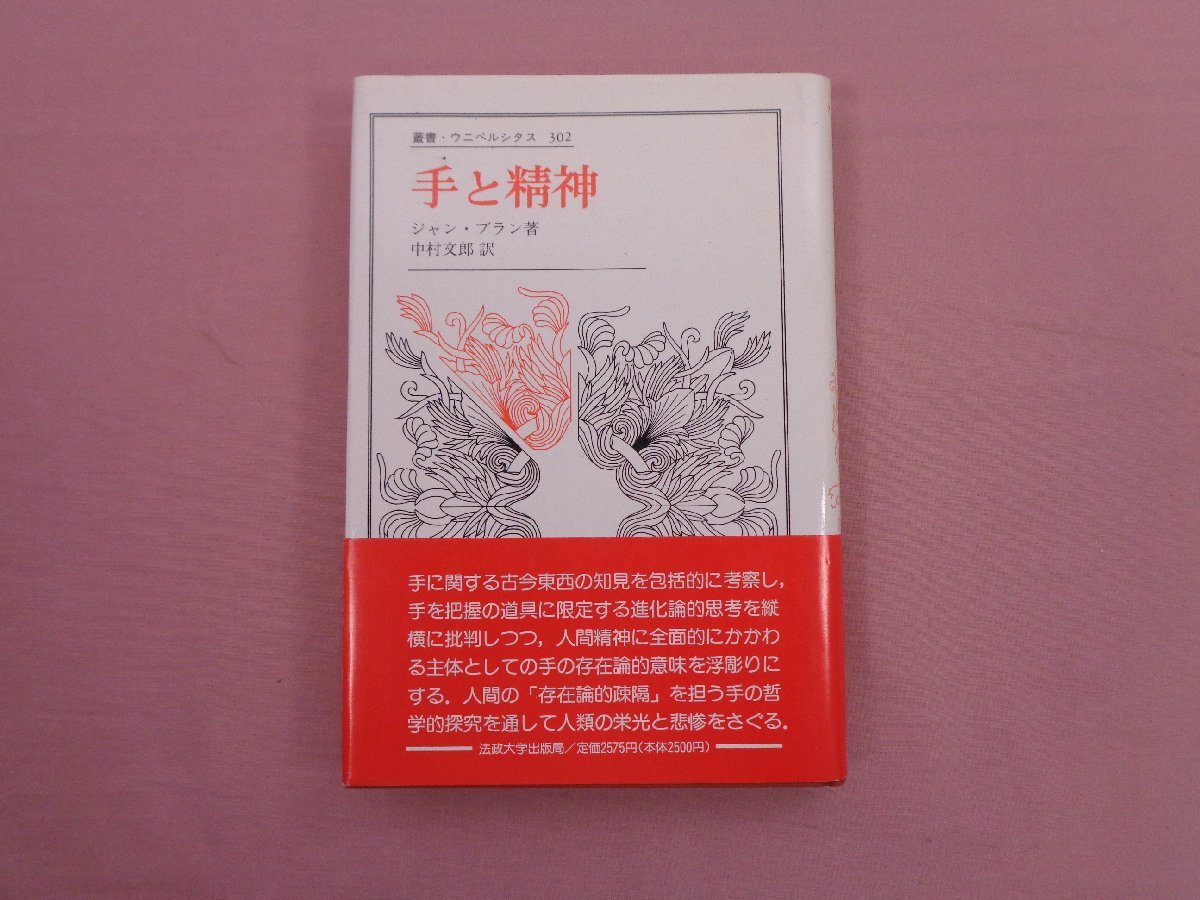 叢書・ウニベルシタス 302
手と精神
ジャン・ブラン著
中村文郎 訳
手に関する古今東西の知見を包括的に考察し，
手を把握の道具に限定する進化論的思考を縦
横に批判しつつ，人間精神に全面的にかかわ
る主体としての手の存在論的意味を浮彫りに
する．人間の「存在論的疎隔」を担う手の哲
学的探究を通して人類の栄光と悲惨をさぐる．
法政大学出版局／定価2575円（本体2500円）